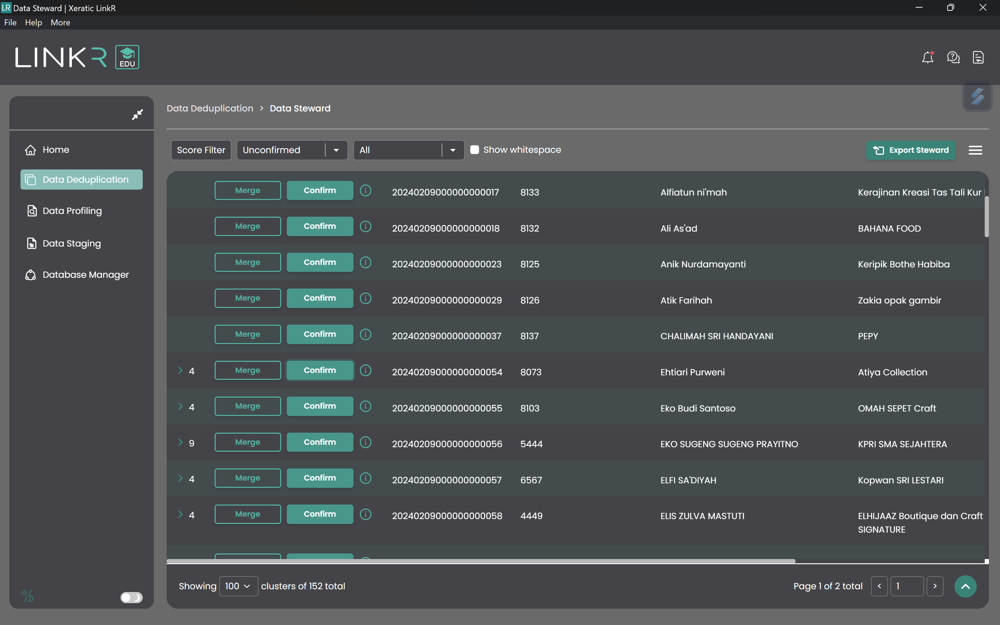 LR Data Steward | Xeratic LinkR
File Help More
LINKR EDU
Data Deduplication > Data Steward
Home
Data Deduplication
Data Profiling
Data Staging
Database Manager
Score Filter Unconfirmed All Show whitespace Export Steward
Merge Confirm 20240209000000000017 8133 Alfiatun ni'mah Kerajinan Kreasi Tas Tali Kur
Merge Confirm 20240209000000000018 8132 Ali As'ad BAHANA FOOD
Merge Confirm 20240209000000000023 8125 Anik Nurdamayanti Keripik Bothe Habiba
Merge Confirm 20240209000000000029 8126 Atik Farihah Zakia opak gambir
Merge Confirm 20240209000000000037 8137 CHALIMAH SRI HANDAYANI PEPY
4 Merge Confirm 20240209000000000054 8073 Ehtiari Purweni Atiya Collection
4 Merge Confirm 20240209000000000055 8103 Eko Budi Santoso OMAH SEPET Craft
9 Merge Confirm 20240209000000000056 5444 EKO SUGENG SUGENG PRAYITNO KPRI SMA SEJAHTERA
4 Merge Confirm 20240209000000000057 6567 ELFI SA'DIYAH Kopwan SRI LESTARI
4 Merge Confirm 20240209000000000058 4449 ELIS ZULVA MASTUTI ELHIJAAZ Boutique dan Craft
SIGNATURE
Showing 100 clusters of 152 total
Page 1 of 2 total < 1 >